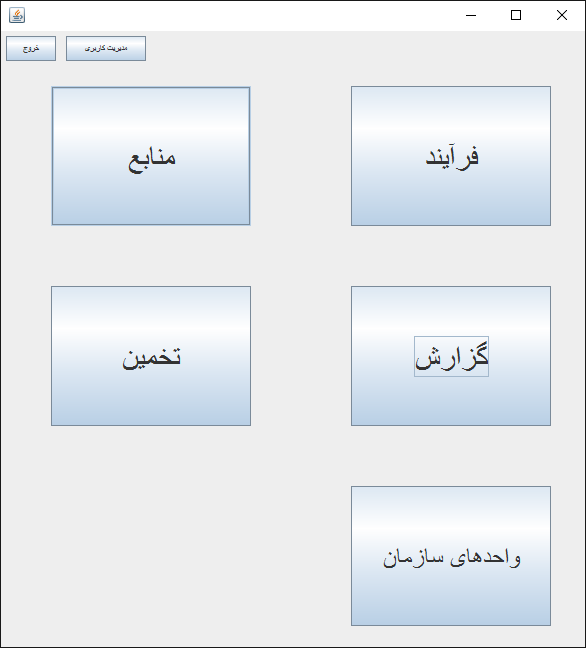 مدیریت کاربری
خروج
فرآیند
منابع
گزارش
تخمین
واحدهای سازمان